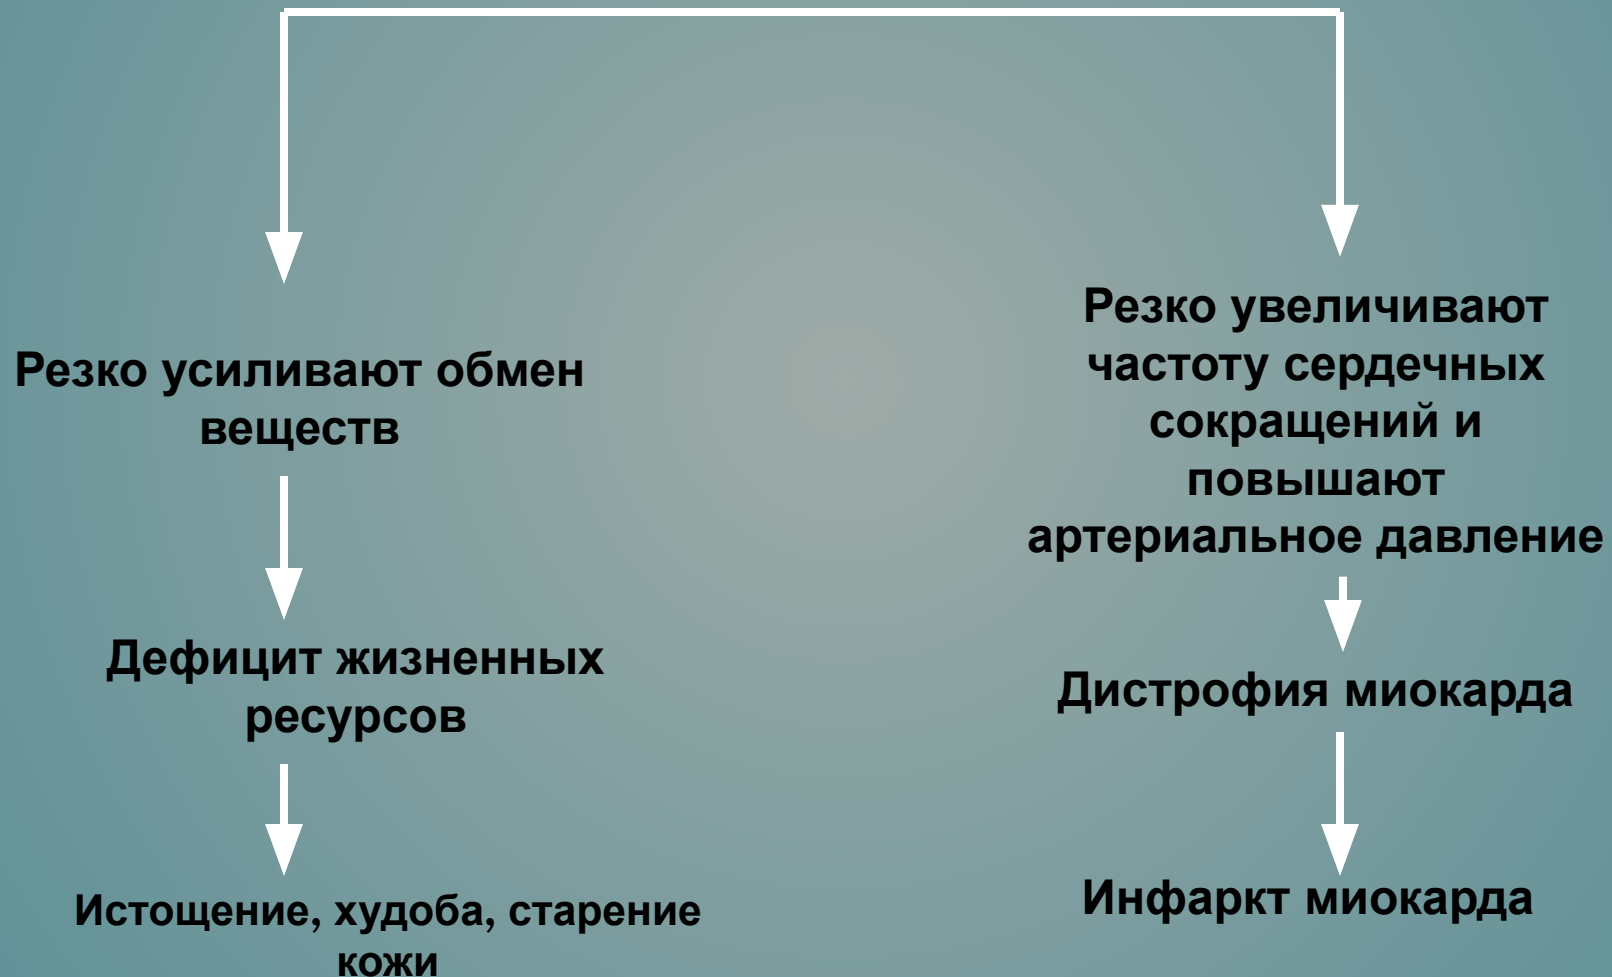 Резко усиливают обмен
веществ
Дефицит жизненных
ресурсов
Истощение, худоба, старение
кожи
Резко увеличивают
частоту сердечных
сокращений и
повышают
артериальное давление
Дистрофия миокарда
Инфаркт миокарда